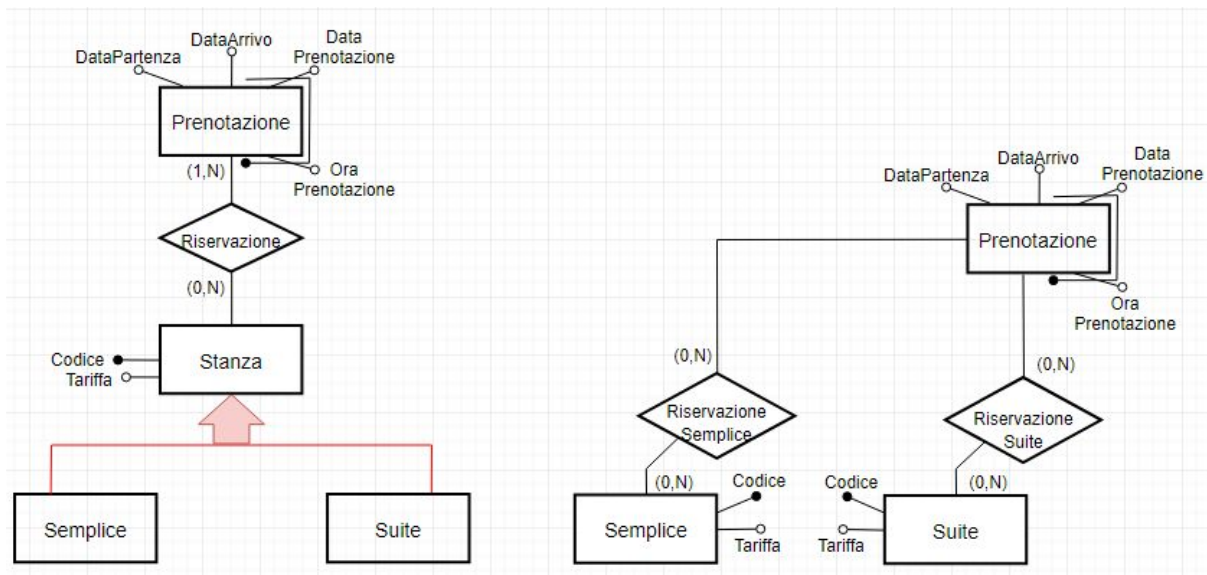 DataPartenza
DataArrivo
Data
Prenotazione
Prenotazione
(1,N)
Ora
Prenotazione
Riservazione
(0,N)
Codice
Tariffa
Stanza
Semplice
Suite
DataPartenza
DataArrivo
Data
Prenotazione
Prenotazione
Ora
Prenotazione
(0,N)
(0,N)
Riservazione
Semplice
Riservazione
Suite
(0,N)
Codice
Semplice
Tariffa
Codice
(0,N)
Tariffa
Suite